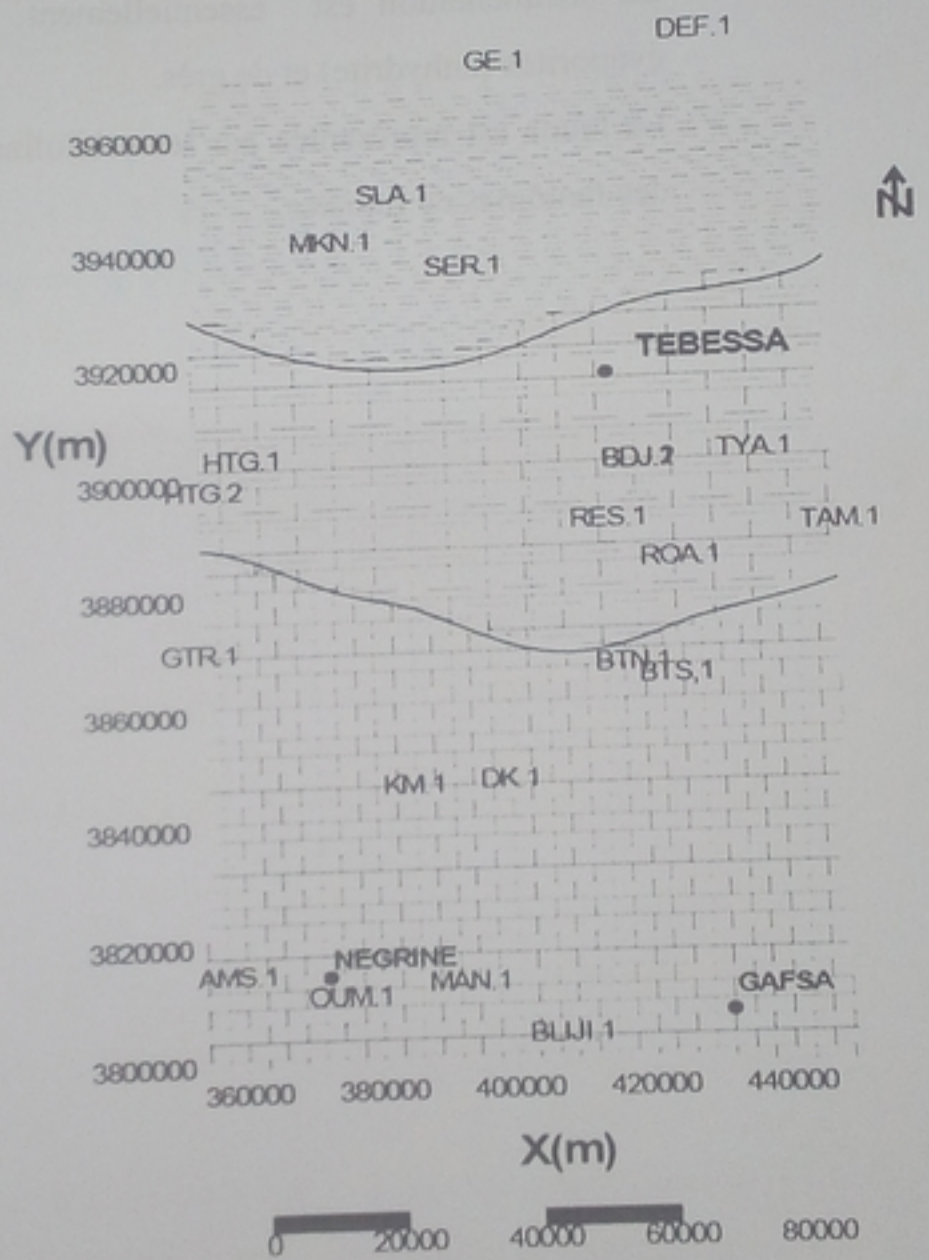 DEF.1
GE.1
3960000
SLA.1
MKN.1
3940000
SER.1
TEBESSA
3920000
Y(m)
HTG.1
BDJ.2
TYA.1
3900000
HTG.2
RES.1
TAM.1
ROA.1
3880000
GTR.1
BTN.1
BTS,1
3860000
KM.1
DK.1
3840000
3820000
NEGRINE
AMS.1
MAN.1
GAFSA
OUM.1
BLIJI.1
3800000
360000 380000 400000 420000 440000
X(m)
0 20000 40000 60000 80000
N